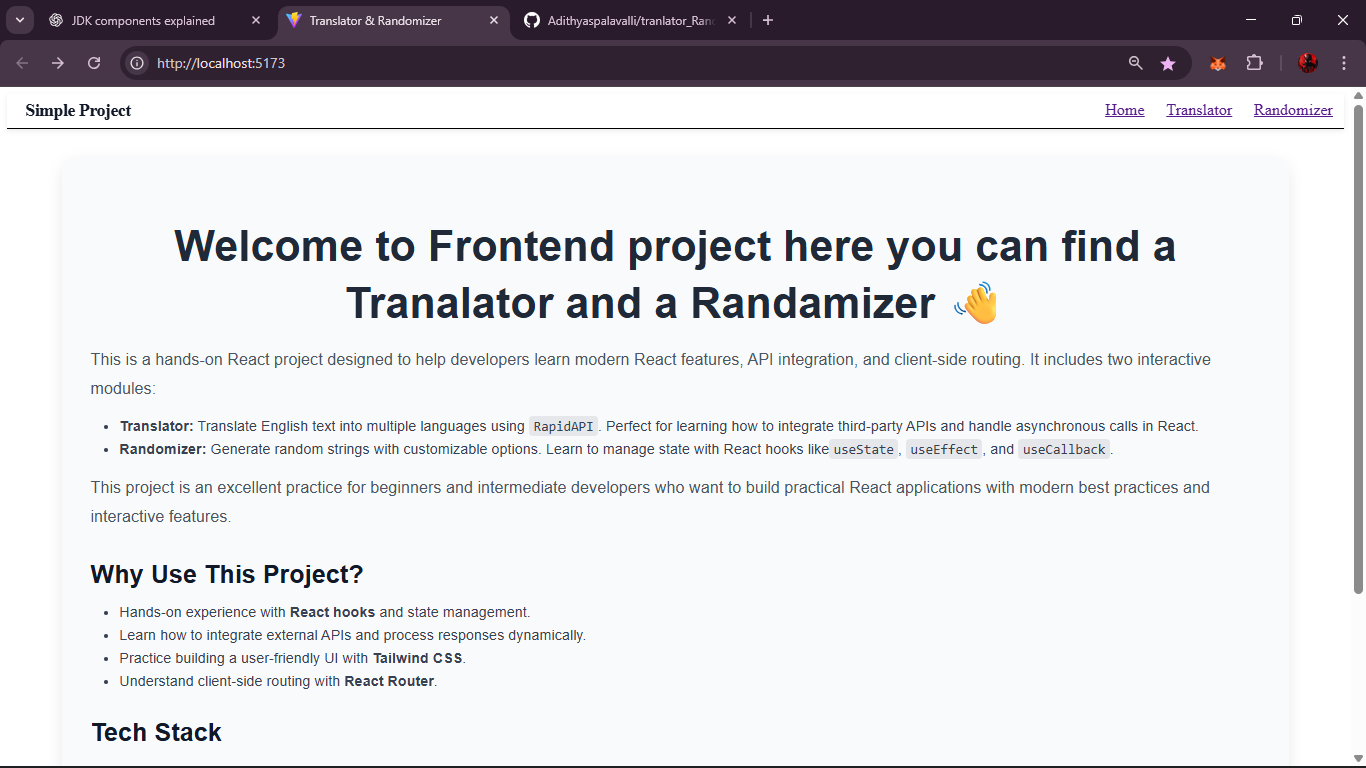 JDK components explained
Translator & Randomizer
Adithyaspalavalli/tranlator_Ran
http://localhost:5173
Simple Project
Home Translator Randomizer
Welcome to Frontend project here you can find a
Tranalator and a Randamizer 👋
This is a hands-on React project designed to help developers learn modern React features, API integration, and client-side routing. It includes two interactive
modules:
• Translator: Translate English text into multiple languages using RapidAPI. Perfect for learning how to integrate third-party APIs and handle asynchronous calls in React.
• Randomizer: Generate random strings with customizable options. Learn to manage state with React hooks like useState, useEffect, and useCallback.
This project is an excellent practice for beginners and intermediate developers who want to build practical React applications with modern best practices and
interactive features.
Why Use This Project?
• Hands-on experience with React hooks and state management.
• Learn how to integrate external APIs and process responses dynamically.
• Practice building a user-friendly UI with Tailwind CSS.
• Understand client-side routing with React Router.
Tech Stack